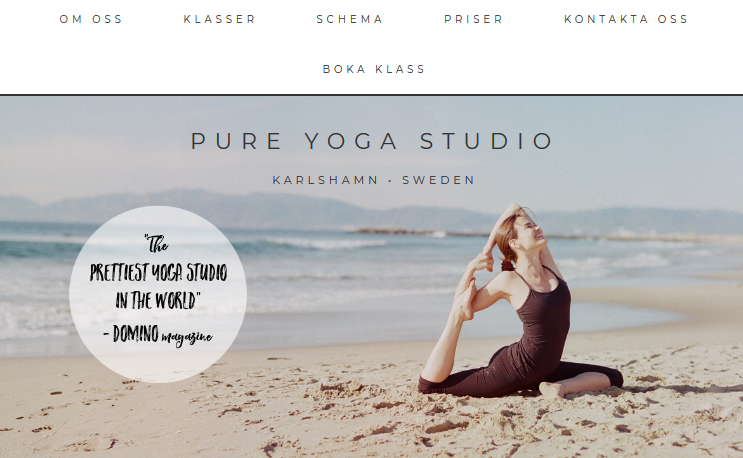 OM OSS KLASSER SCHEMA PRISER KONTAKTA OSS
BOKA KLASS
PURE YOGA STUDIO
KARLSHAMN • SWEDEN
"The
PRETTIEST YOGA STUDIO
IN THE WORLD"
- DOMINO magazine